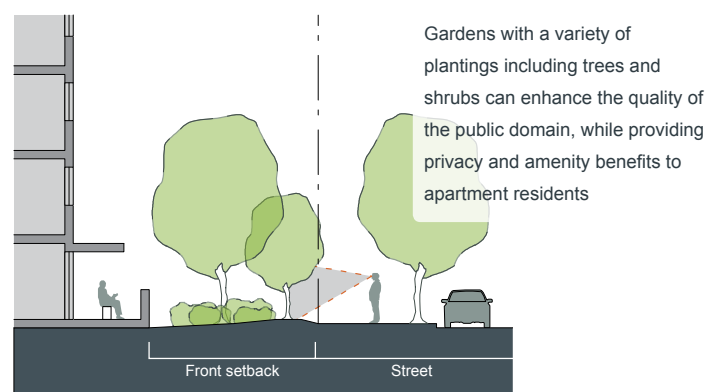 Gardens with a variety of
plantings including trees and
shrubs can enhance the quality of
the public domain, while providing
privacy and amenity benefits to
apartment residents
Front setback
Street